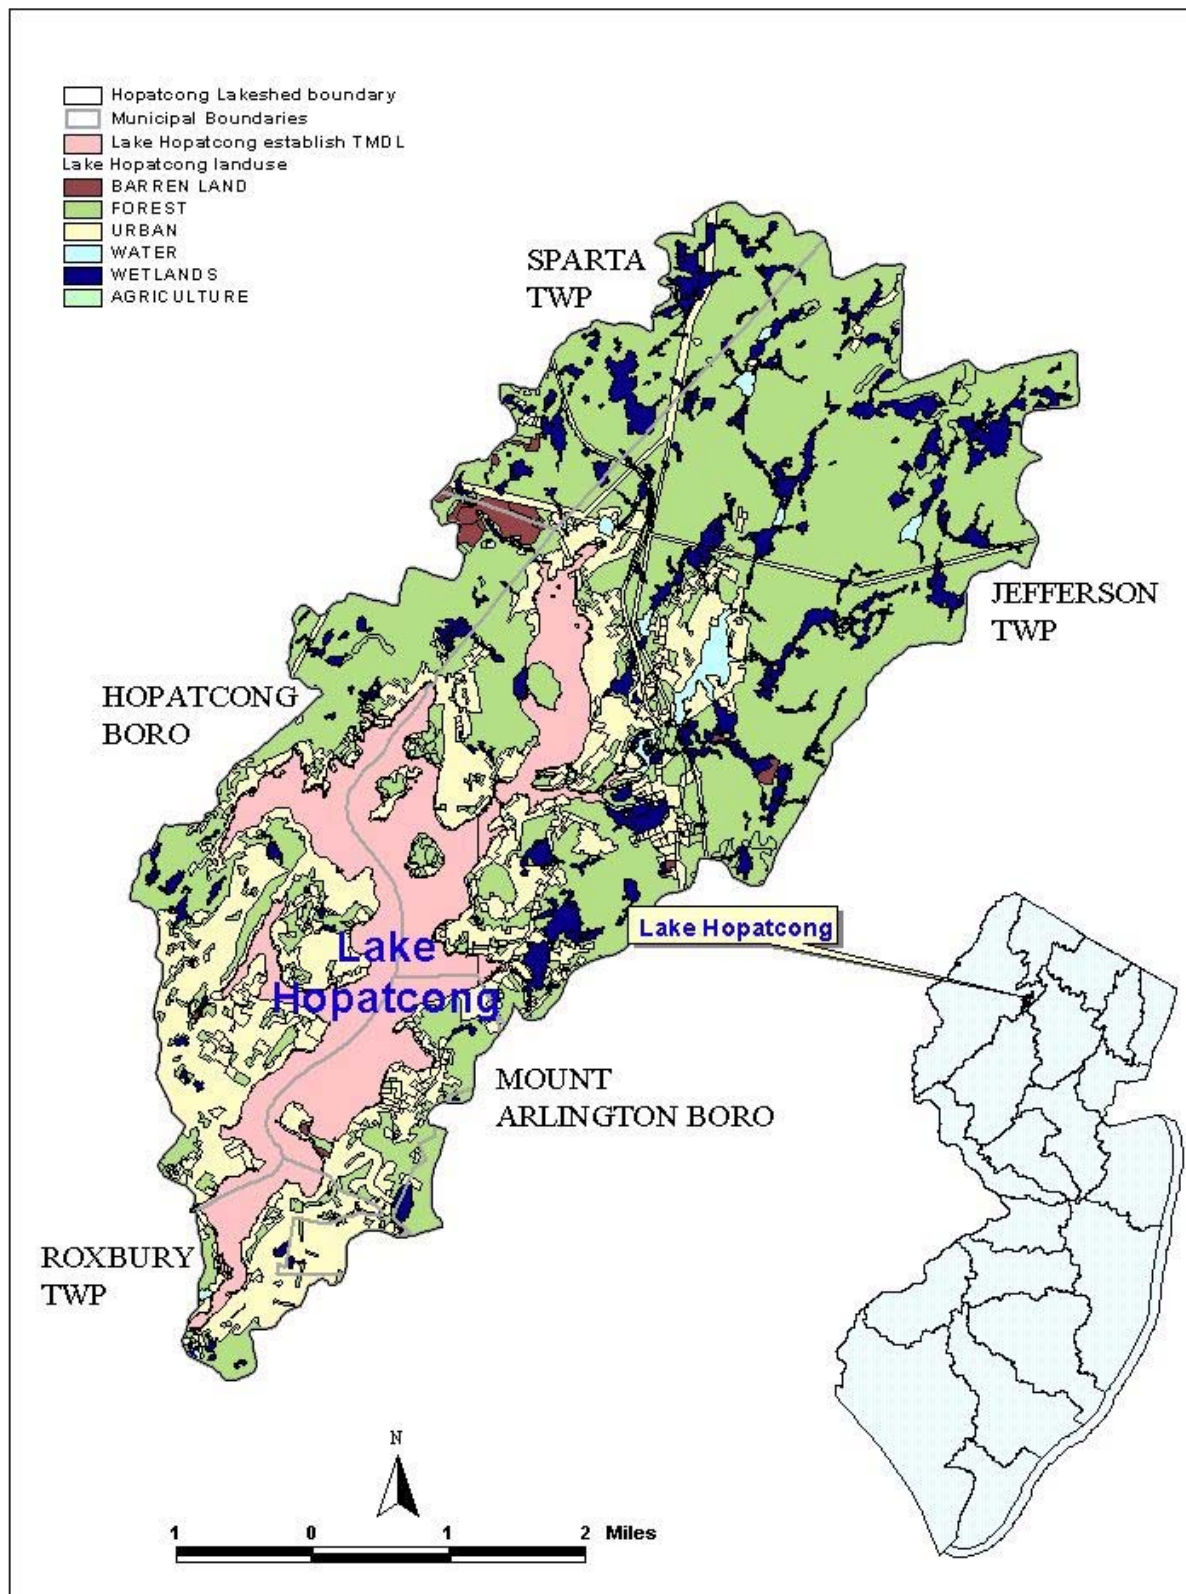 Hopatcong Lakeshed boundary
Municipal Boundaries
Lake Hopatcong establish TMDL
Lake Hopatcong landuse
BARREN LAND
FOREST
URBAN
WATER
WETLANDS
AGRICULTURE
SPARTA
TWP
JEFFERSON
TWP
HOPATCONG
BORO
Lake Hopatcong
Lake
Hopatcong
MOUNT
ARLINGTON BORO
ROXBURY
TWP
N
1 0 1 2 Miles